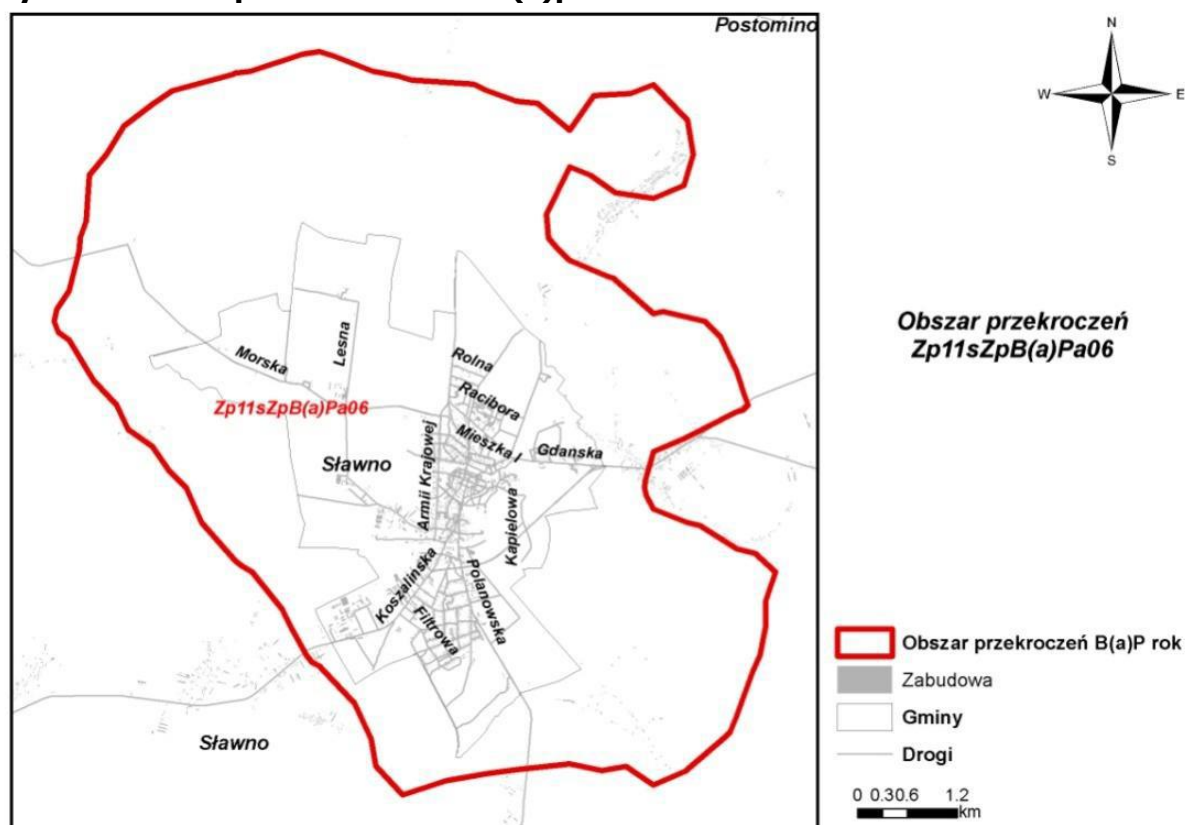 Postomino
N
W
E
S
Obszar przekroczeń
Zp11sZpB(a)Pa06
Morska
Lesna
Rolna
Racibora
Zp11sZpB(a)Pa06
Mieszka I
Gdanska
Sławno
Armii Krajowej
Kapielowa
Koszalinska
Polanowska
Filtrowa
Sławno
Obszar przekroczeń B(a)P rok
Zabudowa
Gminy
Drogi
0 0.30.6 1.2
km